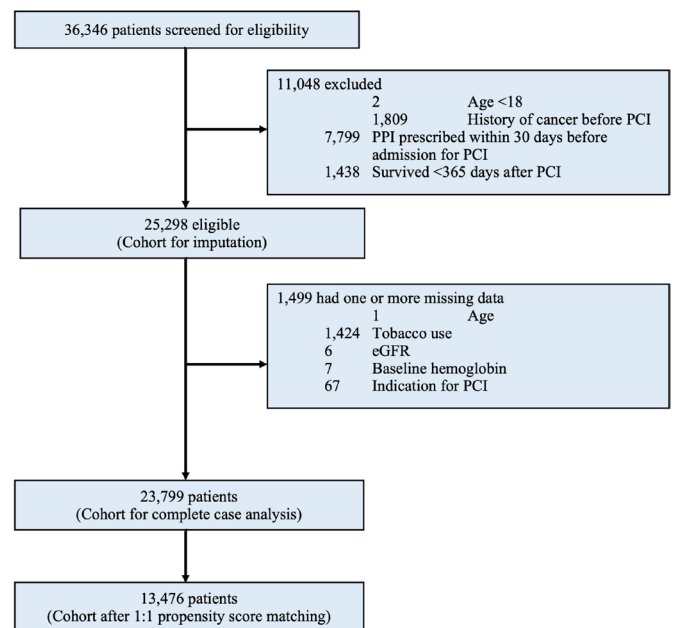 36,346 patients screened for eligibility
11,048 excluded
2 Age <18
1,809 History of cancer before PCI
7,799 PPI prescribed within 30 days before
admission for PCI
1,438 Survived <365 days after PCI
25,298 eligible
(Cohort for imputation)
1,499 had one or more missing data
1 Age
1,424 Tobacco use
6 eGFR
7 Baseline hemoglobin
67 Indication for PCI
23,799 patients
(Cohort for complete case analysis)
13,476 patients
(Cohort after 1:1 propensity score matching)